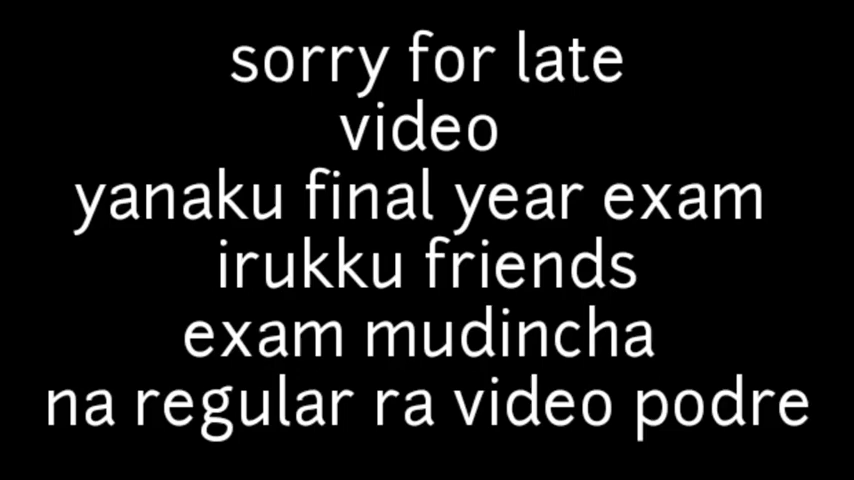 sorry for late
video
yanaku final year exam
irukku friends
exam mudincha
na regular ra video podre